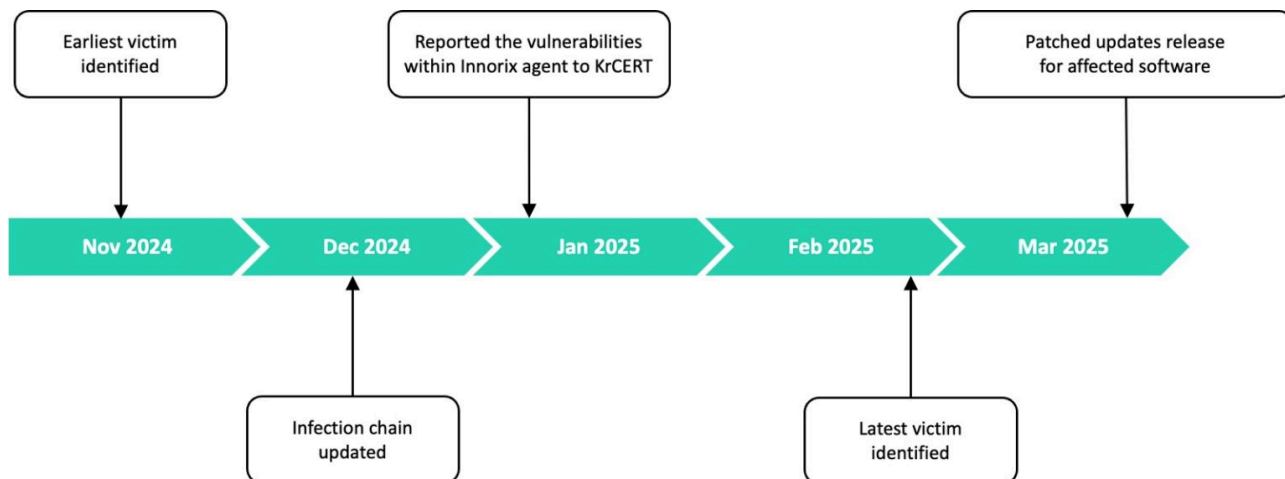 Earliest victim
identified
Reported the vulnerabilities
within Innorix agent to KrCERT
Patched updates release
for affected software
Nov 2024
Dec 2024
Jan 2025
Feb 2025
Mar 2025
Infection chain
updated
Latest victim
identified